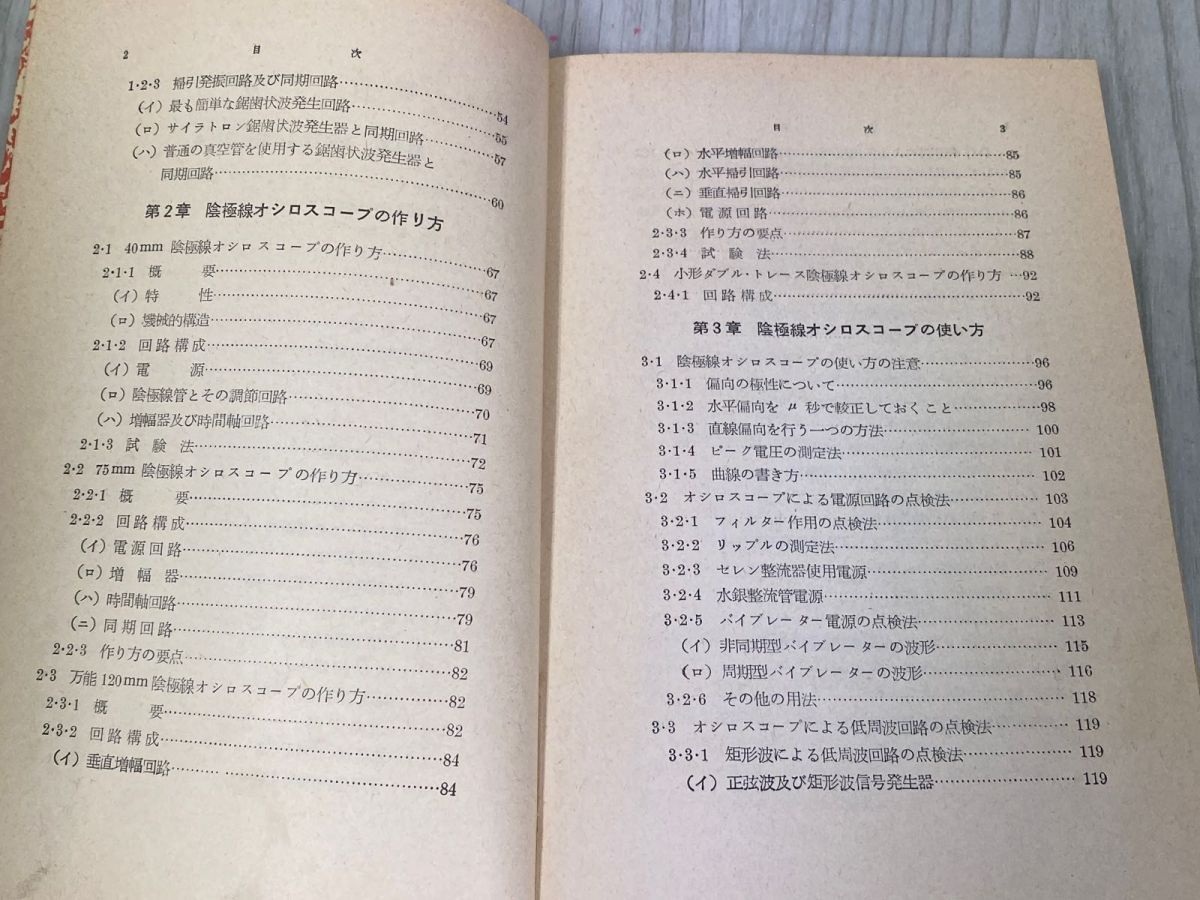 2 目 次
1·2·3 掃引発振回路及び同期回路……54
(イ) 最も簡単な鋸歯状波発生回路……55
(ロ) サイラトロン鋸歯状波発生器と同期回路……57
(ハ) 普通の真空管を使用する鋸歯状波発生器と
同期回路……60
第2章 陰極線オシロスコープの作り方
2·1 40mm 陰極線オシロスコープの作り方……67
2·1·1 概 要……67
(イ) 特 性……67
(ロ) 機械的構造……67
2·1·2 回路構成……69
(イ) 電 源……69
(ロ) 陰極線管とその調節回路……70
(ハ) 増幅器及び時間軸回路……71
2·1·3 試 験 法……72
2·2 75mm 陰極線オシロスコープの作り方……75
2·2·1 概 要……75
2·2·2 回路構成……76
(イ) 電源回路……76
(ロ) 増 幅 器……79
(ハ) 時間軸回路……79
(ニ) 同期回路……81
2·2·3 作り方の要点……82
2·3 万能120mm陰極線オシロスコープの作り方……82
2·3·1 概 要……82
2·3·2 回路構成……84
(イ) 垂直増幅回路……84
目 次 3
(ロ) 水平増幅回路……85
(ハ) 水平掃引回路……85
(ニ) 垂直掃引回路……86
(ホ) 電源回路……86
2·3·3 作り方の要点……87
2·3·4 試 験 法……88
2·4 小形ダブル·トレース陰極線オシロスコープの作り方…92
2·4·1 回路構成……92
第3章 陰極線オシロスコープの使い方
3·1 陰極線オシロスコープの使い方の注意……96
3·1·1 偏向の極性について……96
3·1·2 水平偏向を μ 秒で較正しておくこと……98
3·1·3 直線偏向を行う一つの方法……100
3·1·4 ピーク電圧の測定法……101
3·1·5 曲線の書き方……102
3·2 オシロスコープによる電源回路の点検法……103
3·2·1 フィルター作用の点検法……104
3·2·2 リップルの測定法……106
3·2·3 セレン整流器使用電源……109
3·2·4 水銀整流管電源……111
3·2·5 バイブレーター電源の点検法……113
(イ) 非同期型バイブレーターの波形……115
(ロ) 周期型バイブレーターの波形……116
3·2·6 その他の用法……118
3·3 オシロスコープによる低周波回路の点検法……119
3·3·1 矩形波による低周波回路の点検法……119
(イ) 正弦波及び矩形波信号発生器……119